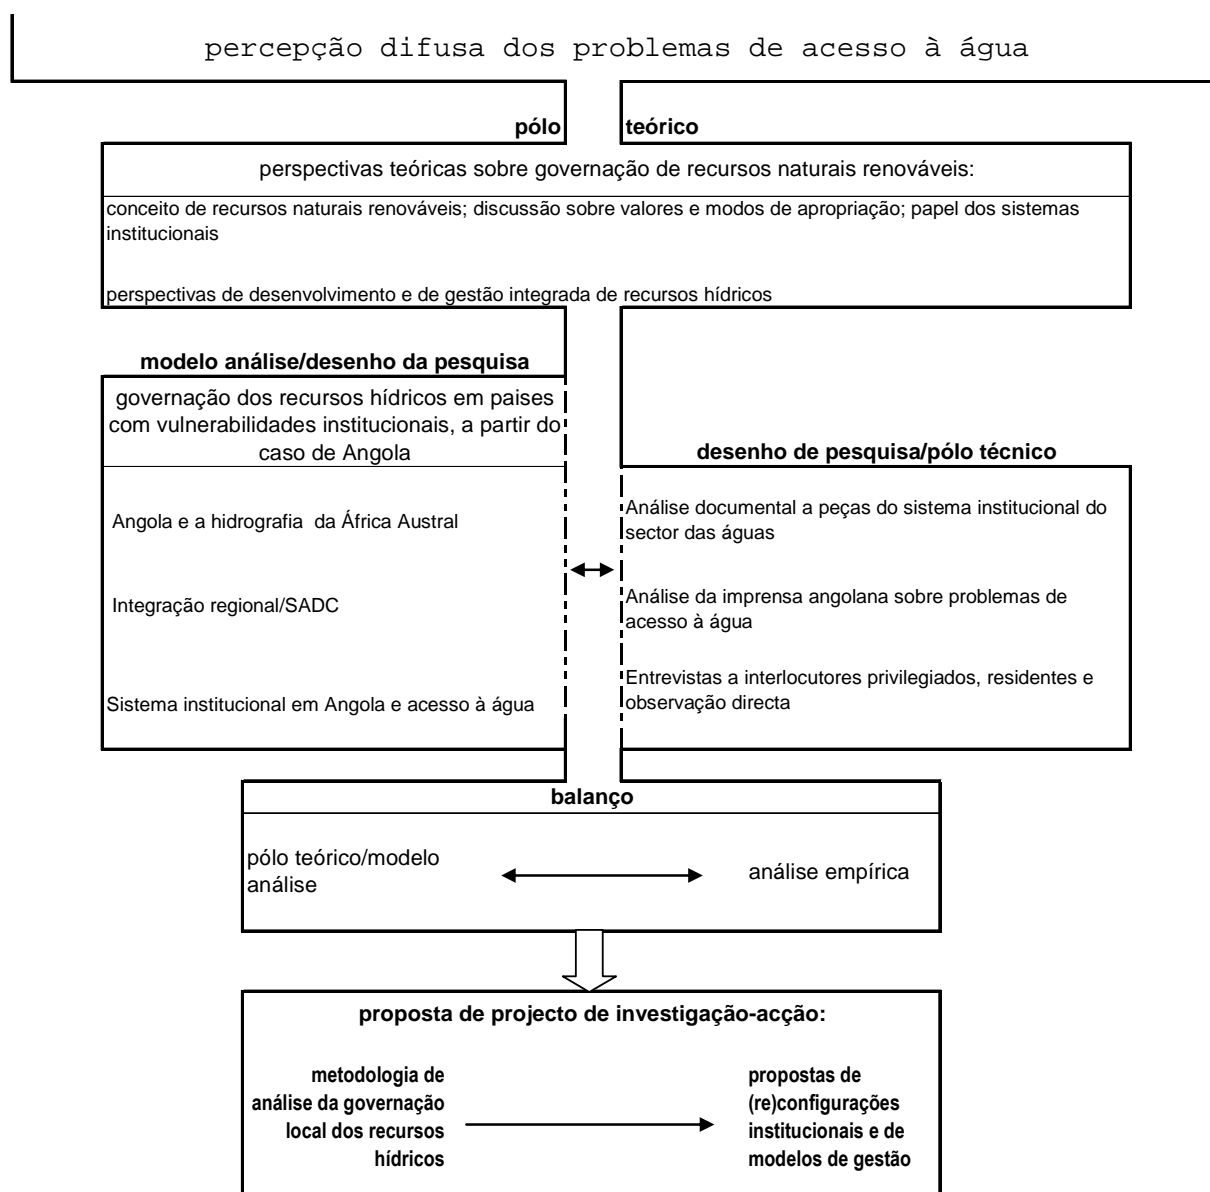 percepção difusa dos problemas de acesso à água
pólo teórico
perspectivas teóricas sobre governação de recursos naturais renováveis:
conceito de recursos naturais renováveis; discussão sobre valores e modos de apropriação; papel dos sistemas
institucionais
perspectivas de desenvolvimento e de gestão integrada de recursos hídricos
modelo análise/desenho da pesquisa
governação dos recursos hídricos em paises
com vulnerabilidades institucionais, a partir do
caso de Angola
Angola e a hidrografia da África Austral
Integração regional/SADC
Sistema institucional em Angola e acesso à água
desenho de pesquisa/pólo técnico
Análise documental a peças do sistema institucional do
sector das águas
Análise da imprensa angolana sobre problemas de
acesso à água
Entrevistas a interlocutores privilegiados, residentes e
observação directa
balanço
pólo teórico/modelo
análise
análise empírica
proposta de projecto de investigação-acção:
metodologia de
análise da governação
local dos recursos
hídricos
propostas de
(re)configurações
institucionais e de
modelos de gestão